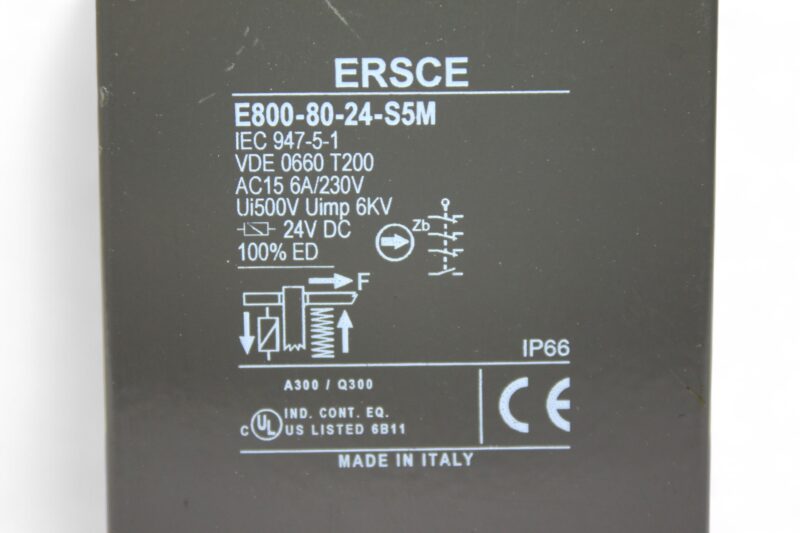 ERSCE
E800-80-24-S5M
IEC 947-5-1
VDE 0660 T200
AC15 6A/230V
Ui500V Uimp 6KV
24V DC
100% ED
Zb
F
IP66
A300 / Q300
C UL IND. CONT. EQ.
US LISTED 6B11
CE
MADE IN ITALY